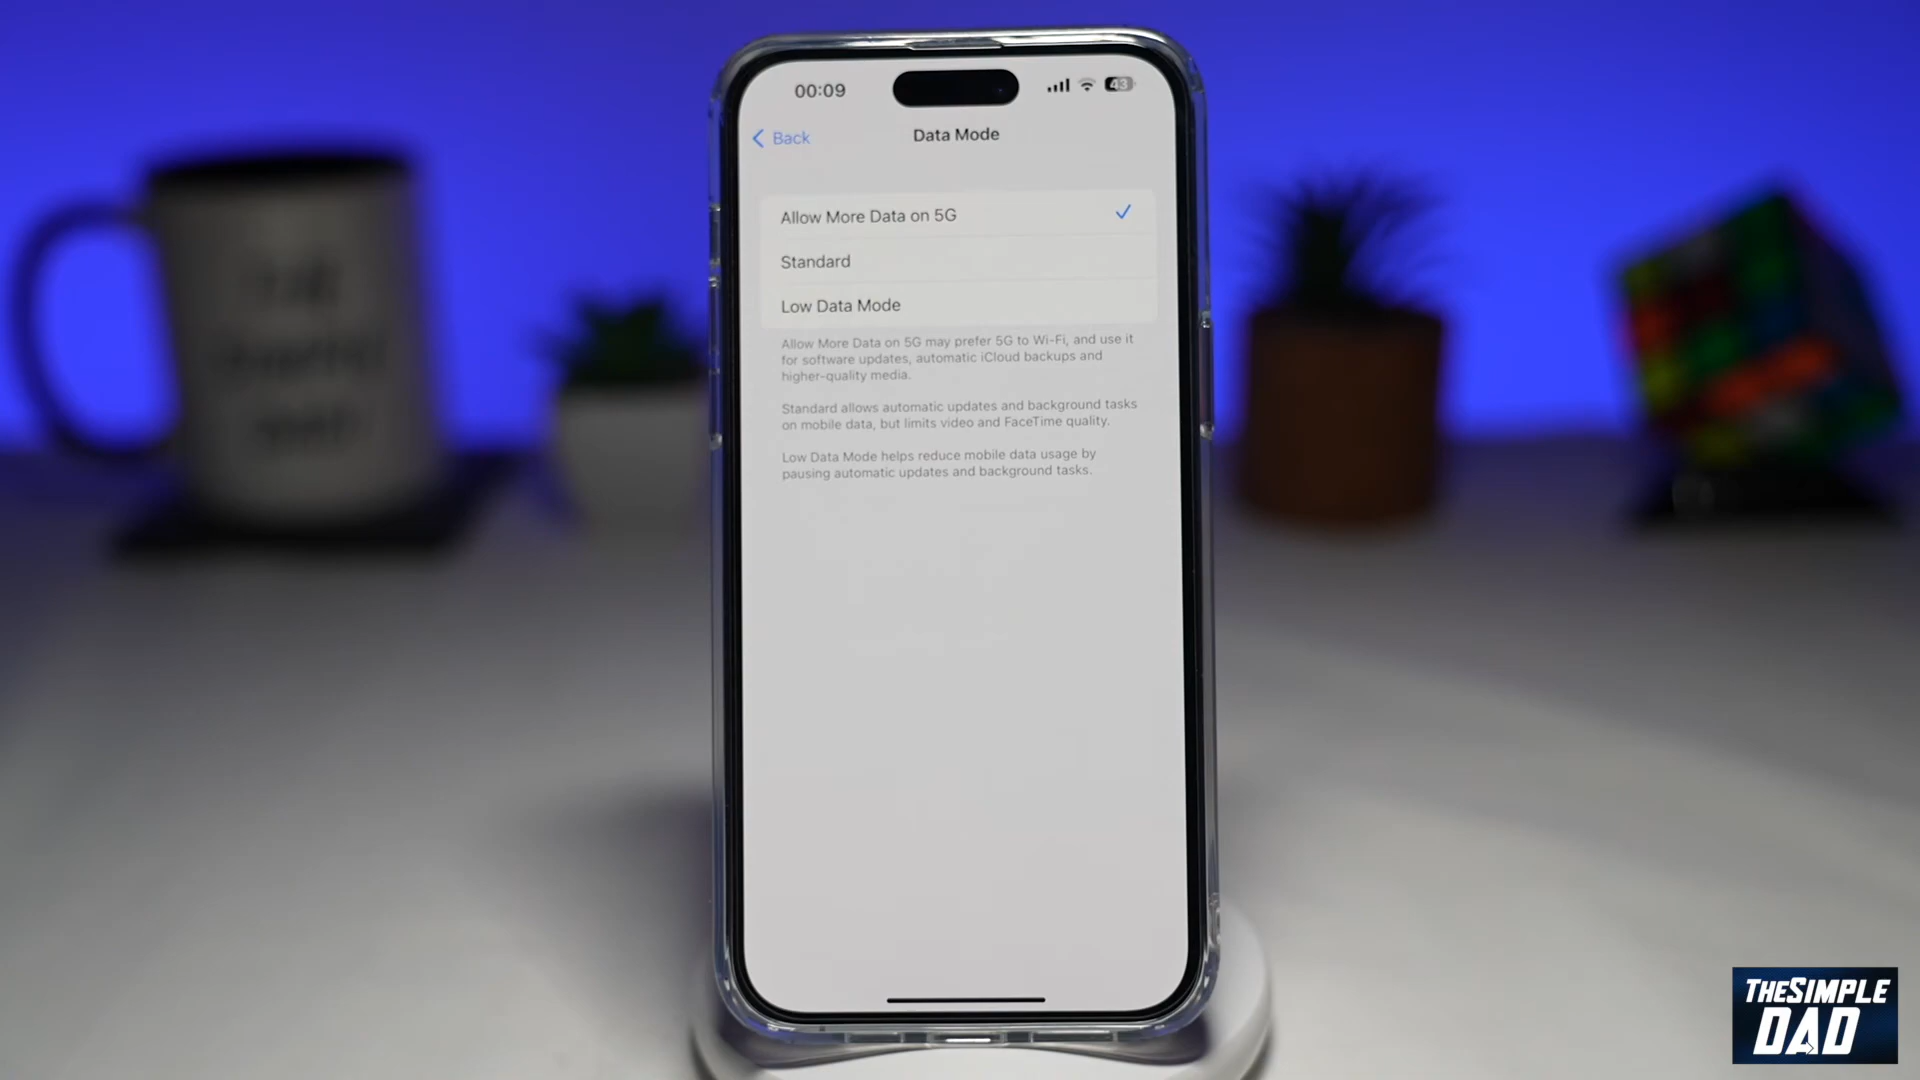 00:09
43
Back
Data Mode
Allow More Data on 5G
Standard
Low Data Mode
Allow More Data on 5G may prefer 5G to Wi-Fi, and use it
for software updates, automatic iCloud backups and
higher-quality media.
Standard allows automatic updates and background tasks
on mobile data, but limits video and FaceTime quality.
Low Data Mode helps reduce mobile data usage by
pausing automatic updates and background tasks.
THESIMPLE
DAD